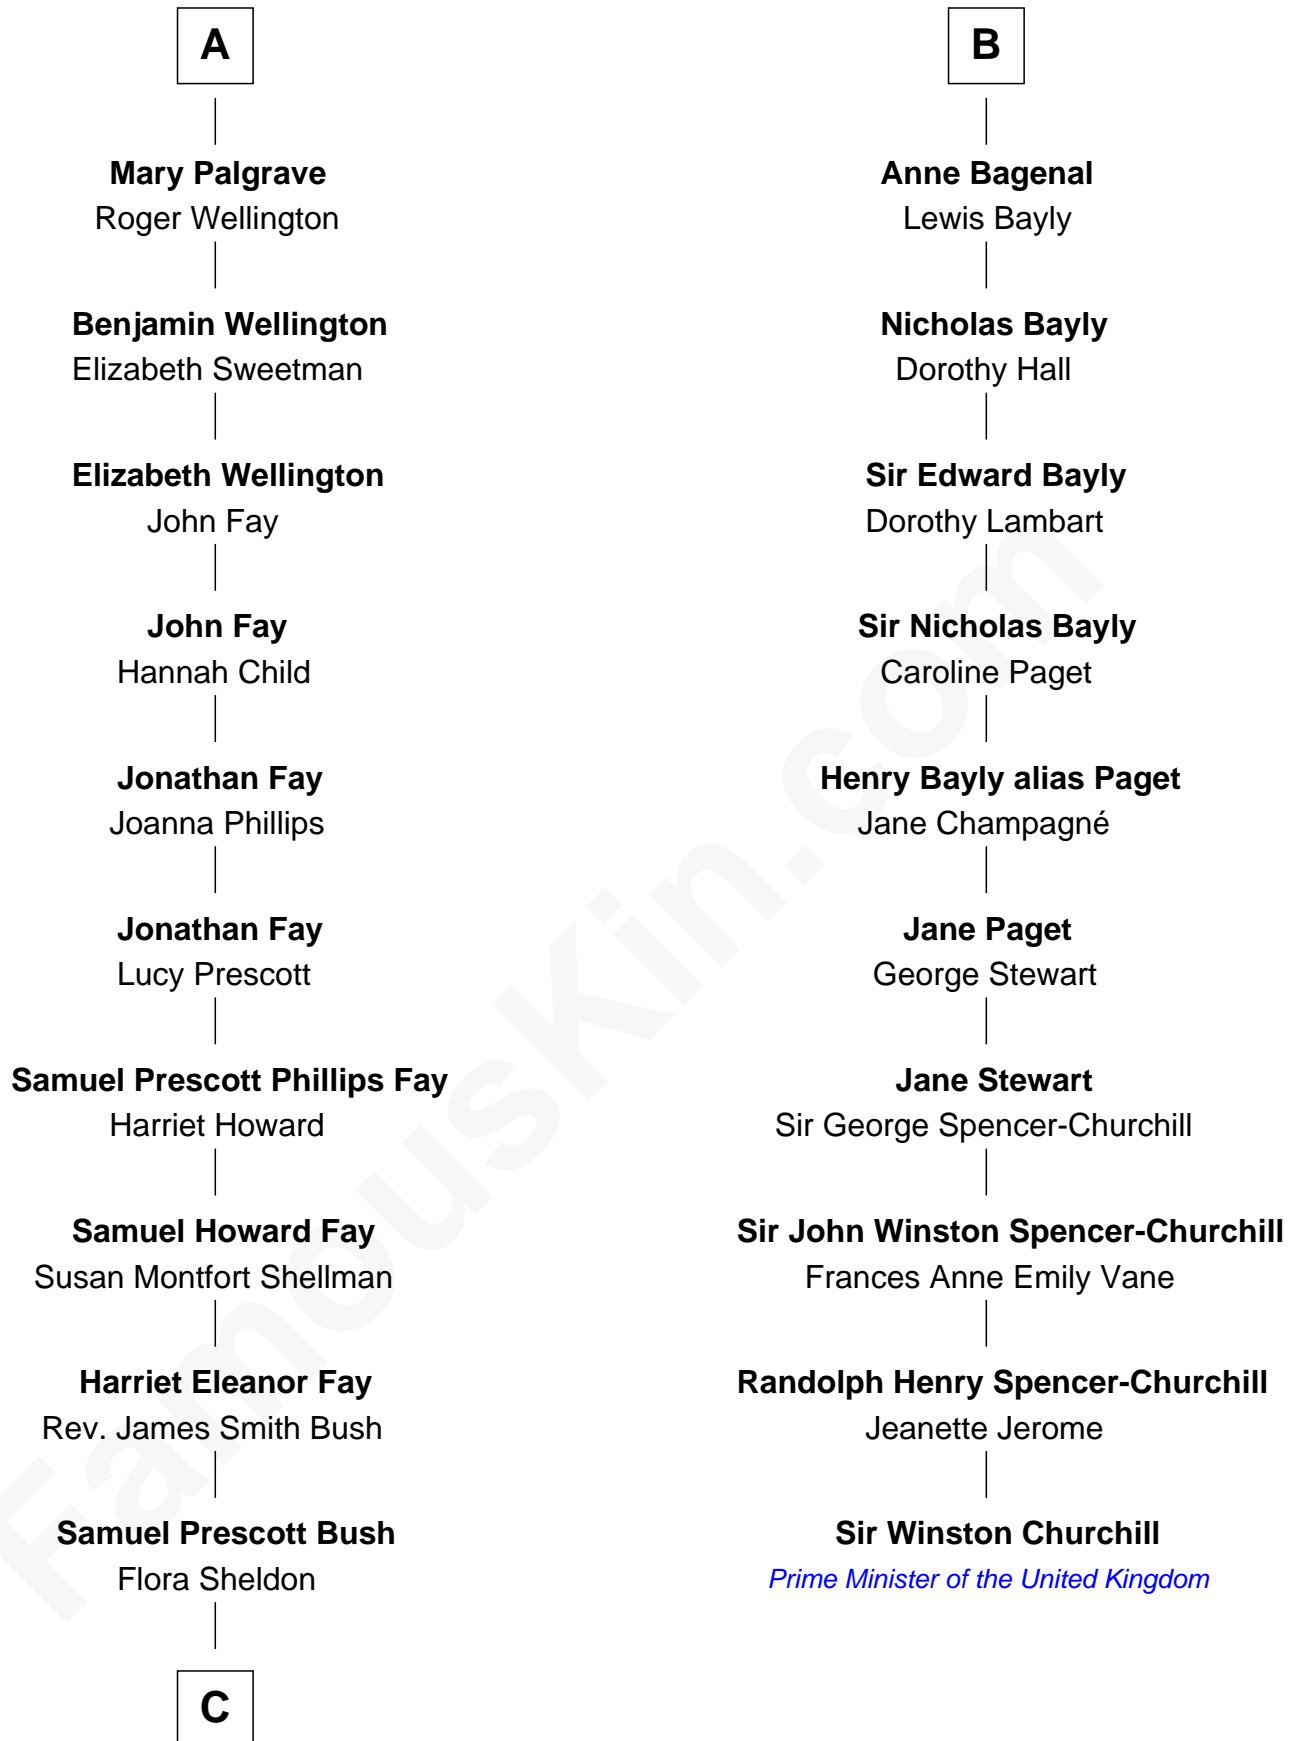 A
Mary Palgrave
Roger Wellington
Benjamin Wellington
Elizabeth Sweetman
Elizabeth Wellington
John Fay
John Fay
Hannah Child
Jonathan Fay
Joanna Phillips
Jonathan Fay
Lucy Prescott
Samuel Prescott Phillips Fay
Harriet Howard
Samuel Howard Fay
Susan Montfort Shellman
Harriet Eleanor Fay
Rev. James Smith Bush
Samuel Prescott Bush
Flora Sheldon
C
B
Anne Bagenal
Lewis Bayly
Nicholas Bayly
Dorothy Hall
Sir Edward Bayly
Dorothy Lambart
Sir Nicholas Bayly
Caroline Paget
Henry Bayly alias Paget
Jane Champagné
Jane Paget
George Stewart
Jane Stewart
Sir George Spencer-Churchill
Sir John Winston Spencer-Churchill
Frances Anne Emily Vane
Randolph Henry Spencer-Churchill
Jeanette Jerome
Sir Winston Churchill
Prime Minister of the United Kingdom
FamousKin.com